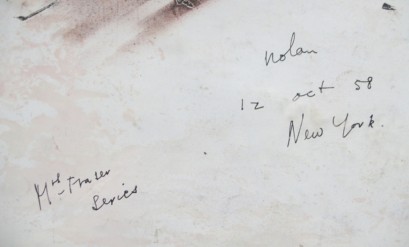 Nolan
12 oct 58
New York.
Mrs Fraser
Series